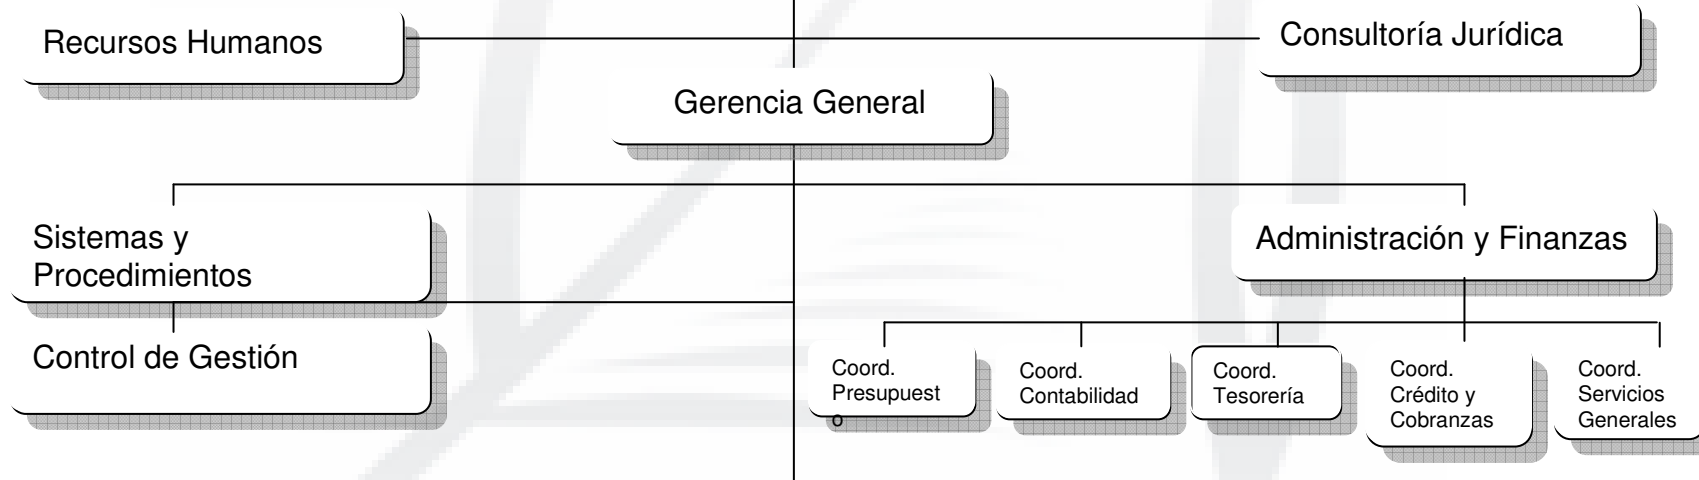 Recursos Humanos
Consultoría Jurídica
Gerencia General
Sistemas y
Procedimientos
Administración y Finanzas
Control de Gestión
Coord.
Presupuest
o
Coord.
Contabilidad
Coord.
Tesorería
Coord.
Crédito y
Cobranzas
Coord.
Servicios
Generales